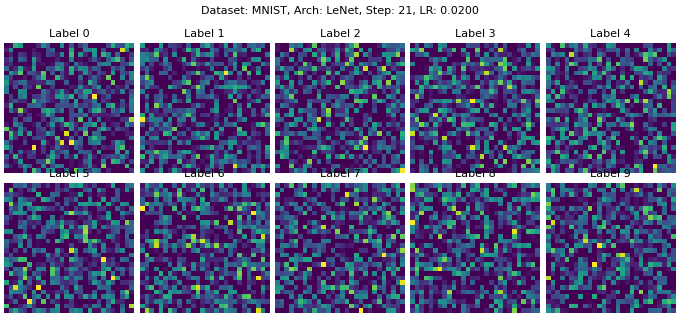 Dataset: MNIST, Arch: LeNet, Step: 21, LR: 0.0200
Label 0
Label 1
Label 2
Label 3
Label 4
Label 5
Label 6
Label 7
Label 8
Label 9